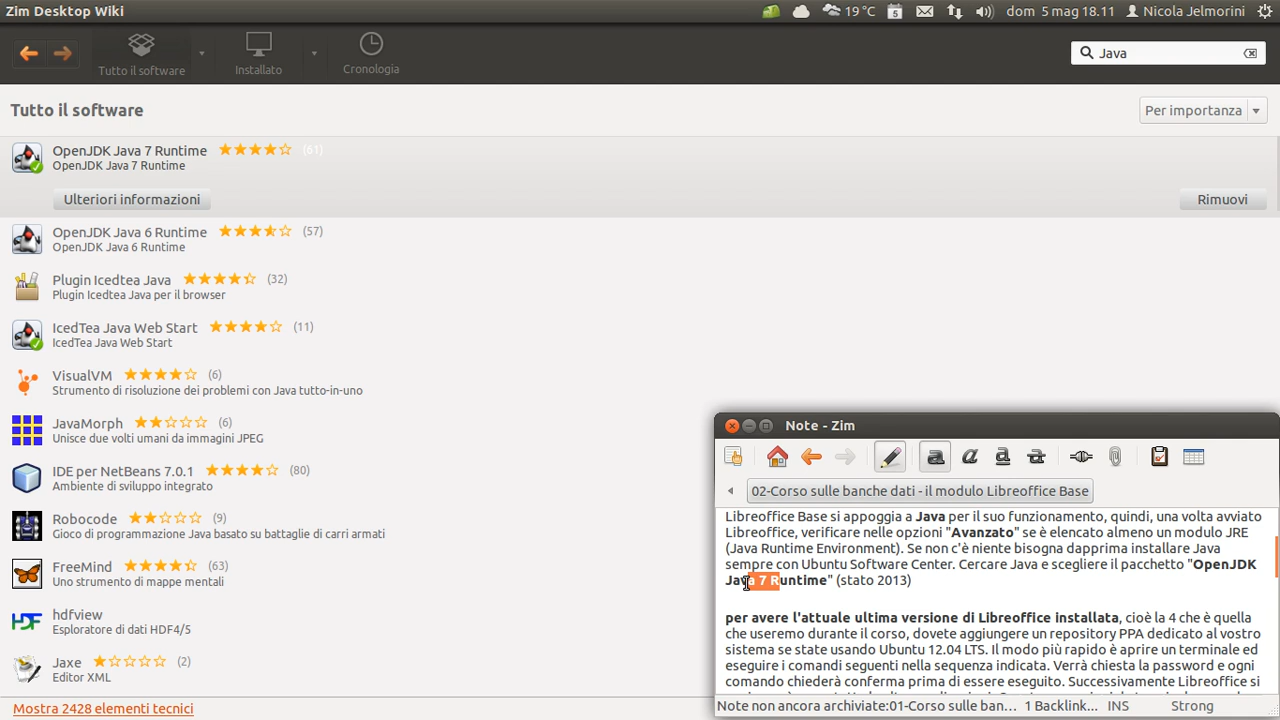 Zim Desktop Wiki
19 °C
5
dom 5 mag 18.11
Nicola Jelmorini
Tutto il software
Installato
Cronologia
Java
Tutto il software
Per importanza
OpenJDK Java 7 Runtime (61)
OpenJDK Java 7 Runtime
Ulteriori informazioni
Rimuovi
OpenJDK Java 6 Runtime (57)
OpenJDK Java 6 Runtime
Plugin Icedtea Java (32)
Plugin Icedtea Java per il browser
IcedTea Java Web Start (11)
IcedTea Java Web Start
VisualVM (6)
Strumento di risoluzione dei problemi con Java tutto-in-uno
JavaMorph (6)
Unisce due volti umani da immagini JPEG
IDE per NetBeans 7.0.1 (80)
Ambiente di sviluppo integrato
Robocode (9)
Gioco di programmazione Java basato su battaglie di carri armati
FreeMind (63)
Uno strumento di mappe mentali
HDF
hdfview
Esploratore di dati HDF4/5
Jaxe (2)
Editor XML
Mostra 2428 elementi tecnici
Note - Zim
a a a a
02-Corso sulle banche dati - il modulo Libreoffice Base
Libreoffice Base si appoggia a Java per il suo funzionamento, quindi, una volta avviato
Libreoffice, verificare nelle opzioni "Avanzato" se è elencato almeno un modulo JRE
(Java Runtime Environment). Se non c'è niente bisogna dapprima installare Java
sempre con Ubuntu Software Center. Cercare Java e scegliere il pacchetto "OpenJDK
Java 7 Runtime" (stato 2013)
per avere l'attuale ultima versione di Libreoffice installata, cioè la 4 che è quella
che useremo durante il corso, dovete aggiungere un repository PPA dedicato al vostro
sistema se state usando Ubuntu 12.04 LTS. Il modo più rapido è aprire un terminale ed
eseguire i comandi seguenti nella sequenza indicata. Verrà chiesta la password e ogni
comando chiederà conferma prima di essere eseguito. Successivamente Libreoffice si
Note non ancora archiviate:01-Corso sulle ban...
1 Backlink...
INS
Strong